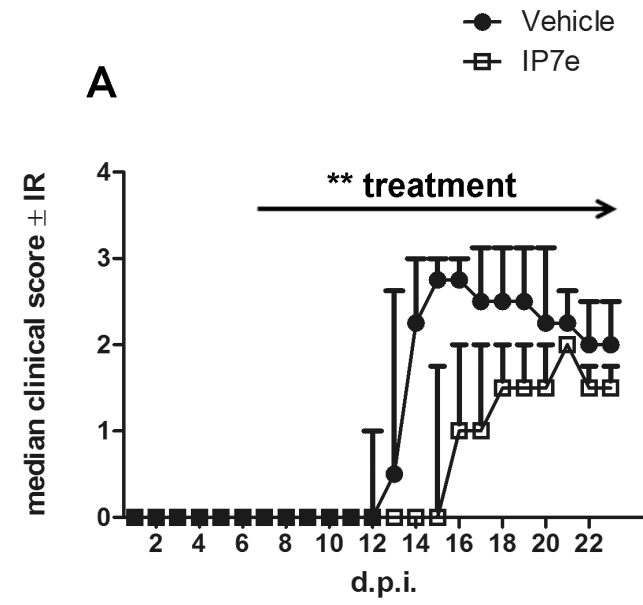 Vehicle
IP7e
A
median clinical score ± IR
** treatment
4
3
2
1
0
2 4 6 8 10 12 14 16 18 20 22
d.p.i.